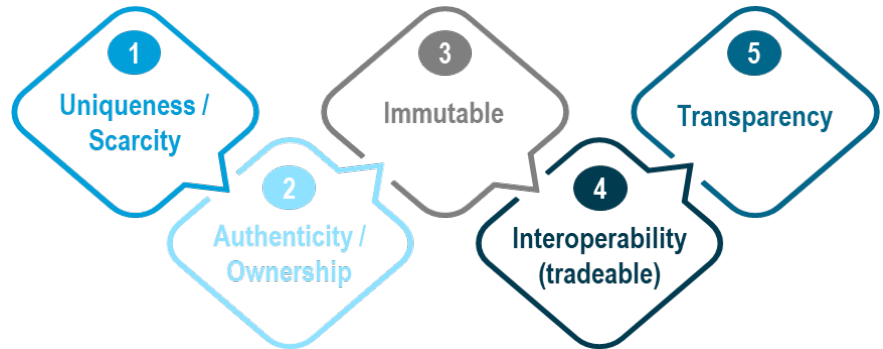 1
Uniqueness /
Scarcity
2
Authenticity /
Ownership
3
Immutable
4
Interoperability
(tradeable)
5
Transparency